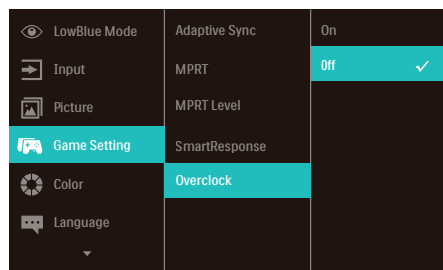 LowBlue Mode
Input
Picture
Game Setting
Color
Language
Adaptive Sync
MPRT
MPRT Level
SmartResponse
Overclock
On
Off